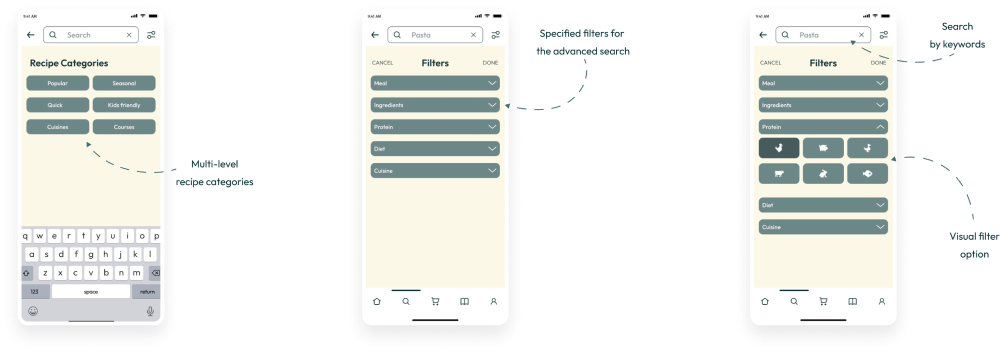 9:41 AM
Search
Recipe Categories
Popular
Seasonal
Quick
Kids friendly
Cuisines
Courses
Multi-level
recipe categories
q w e r t y u i o p
a s d f g h j k l
z x c v b n m
123 space return
9:41 AM
Pasta
CANCEL Filters DONE
Meal
Ingredients
Protein
Diet
Cuisine
Specified filters for
the advanced search
9:41 AM
Pasta
CANCEL Filters DONE
Meal
Ingredients
Protein
Diet
Cuisine
Search
by keywords
Visual filter
option